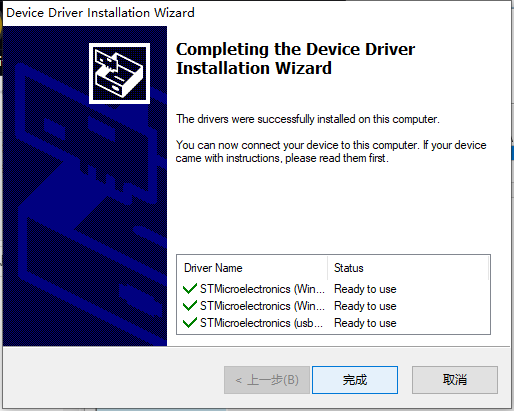 Device Driver Installation Wizard
Completing the Device Driver
Installation Wizard
The drivers were successfully installed on this computer.
You can now connect your device to this computer. If your device
came with instructions, please read them first.
Driver Name Status
STMicroelectronics (Win... Ready to use
STMicroelectronics (Win... Ready to use
STMicroelectronics (usb... Ready to use
< 上一步(B) 完成 取消